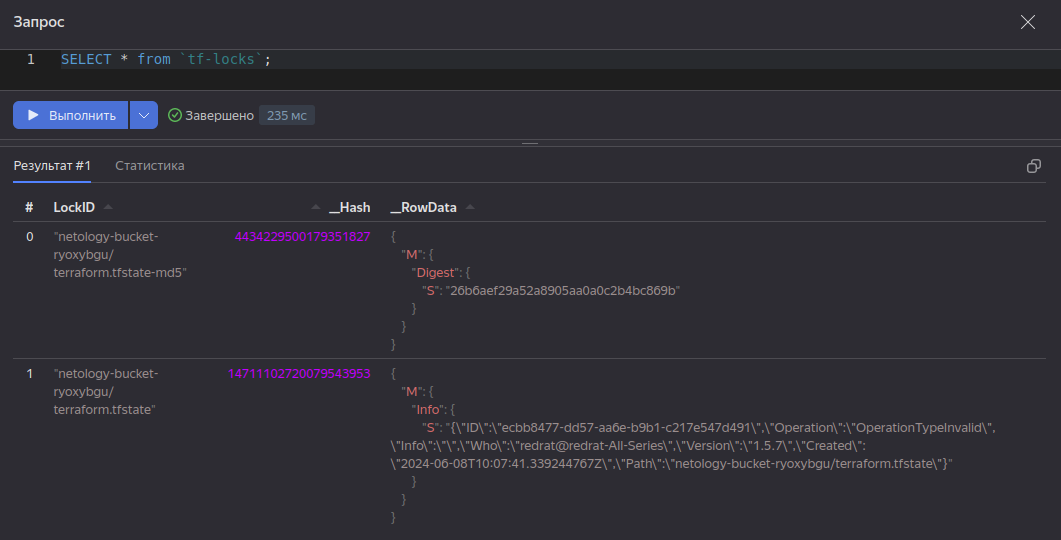 Запрос
1 SELECT * from `tf-locks`;
Выполнить Завершено 235 мс
Результат #1 Статистика
# LockID __Hash __RowData
0 "netology-bucket- 4434229500179351827 {
ryoxybgu/ "M": {
terraform.tfstate-md5" "Digest": {
"S": "26b6aef29a52a8905aa0a0c2b4bc869b"
}
}
}
1 "netology-bucket- 14711102720079543953 {
ryoxybgu/ "M": {
terraform.tfstate" "Info": {
"S": "{\"ID\":\"ecbb8477-dd57-aa6e-b9b1-c217e547d491\",\"Operation\":\"OperationTypeInvalid\",
\"Info\":\"\",\"Who\":\"redrat@redrat-All-Series\",\"Version\":\"1.5.7\",\"Created\":
\"2024-06-08T10:07:41.339244767Z\",\"Path\":\"netology-bucket-ryoxybgu/terraform.tfstate\"}"
}
}
}